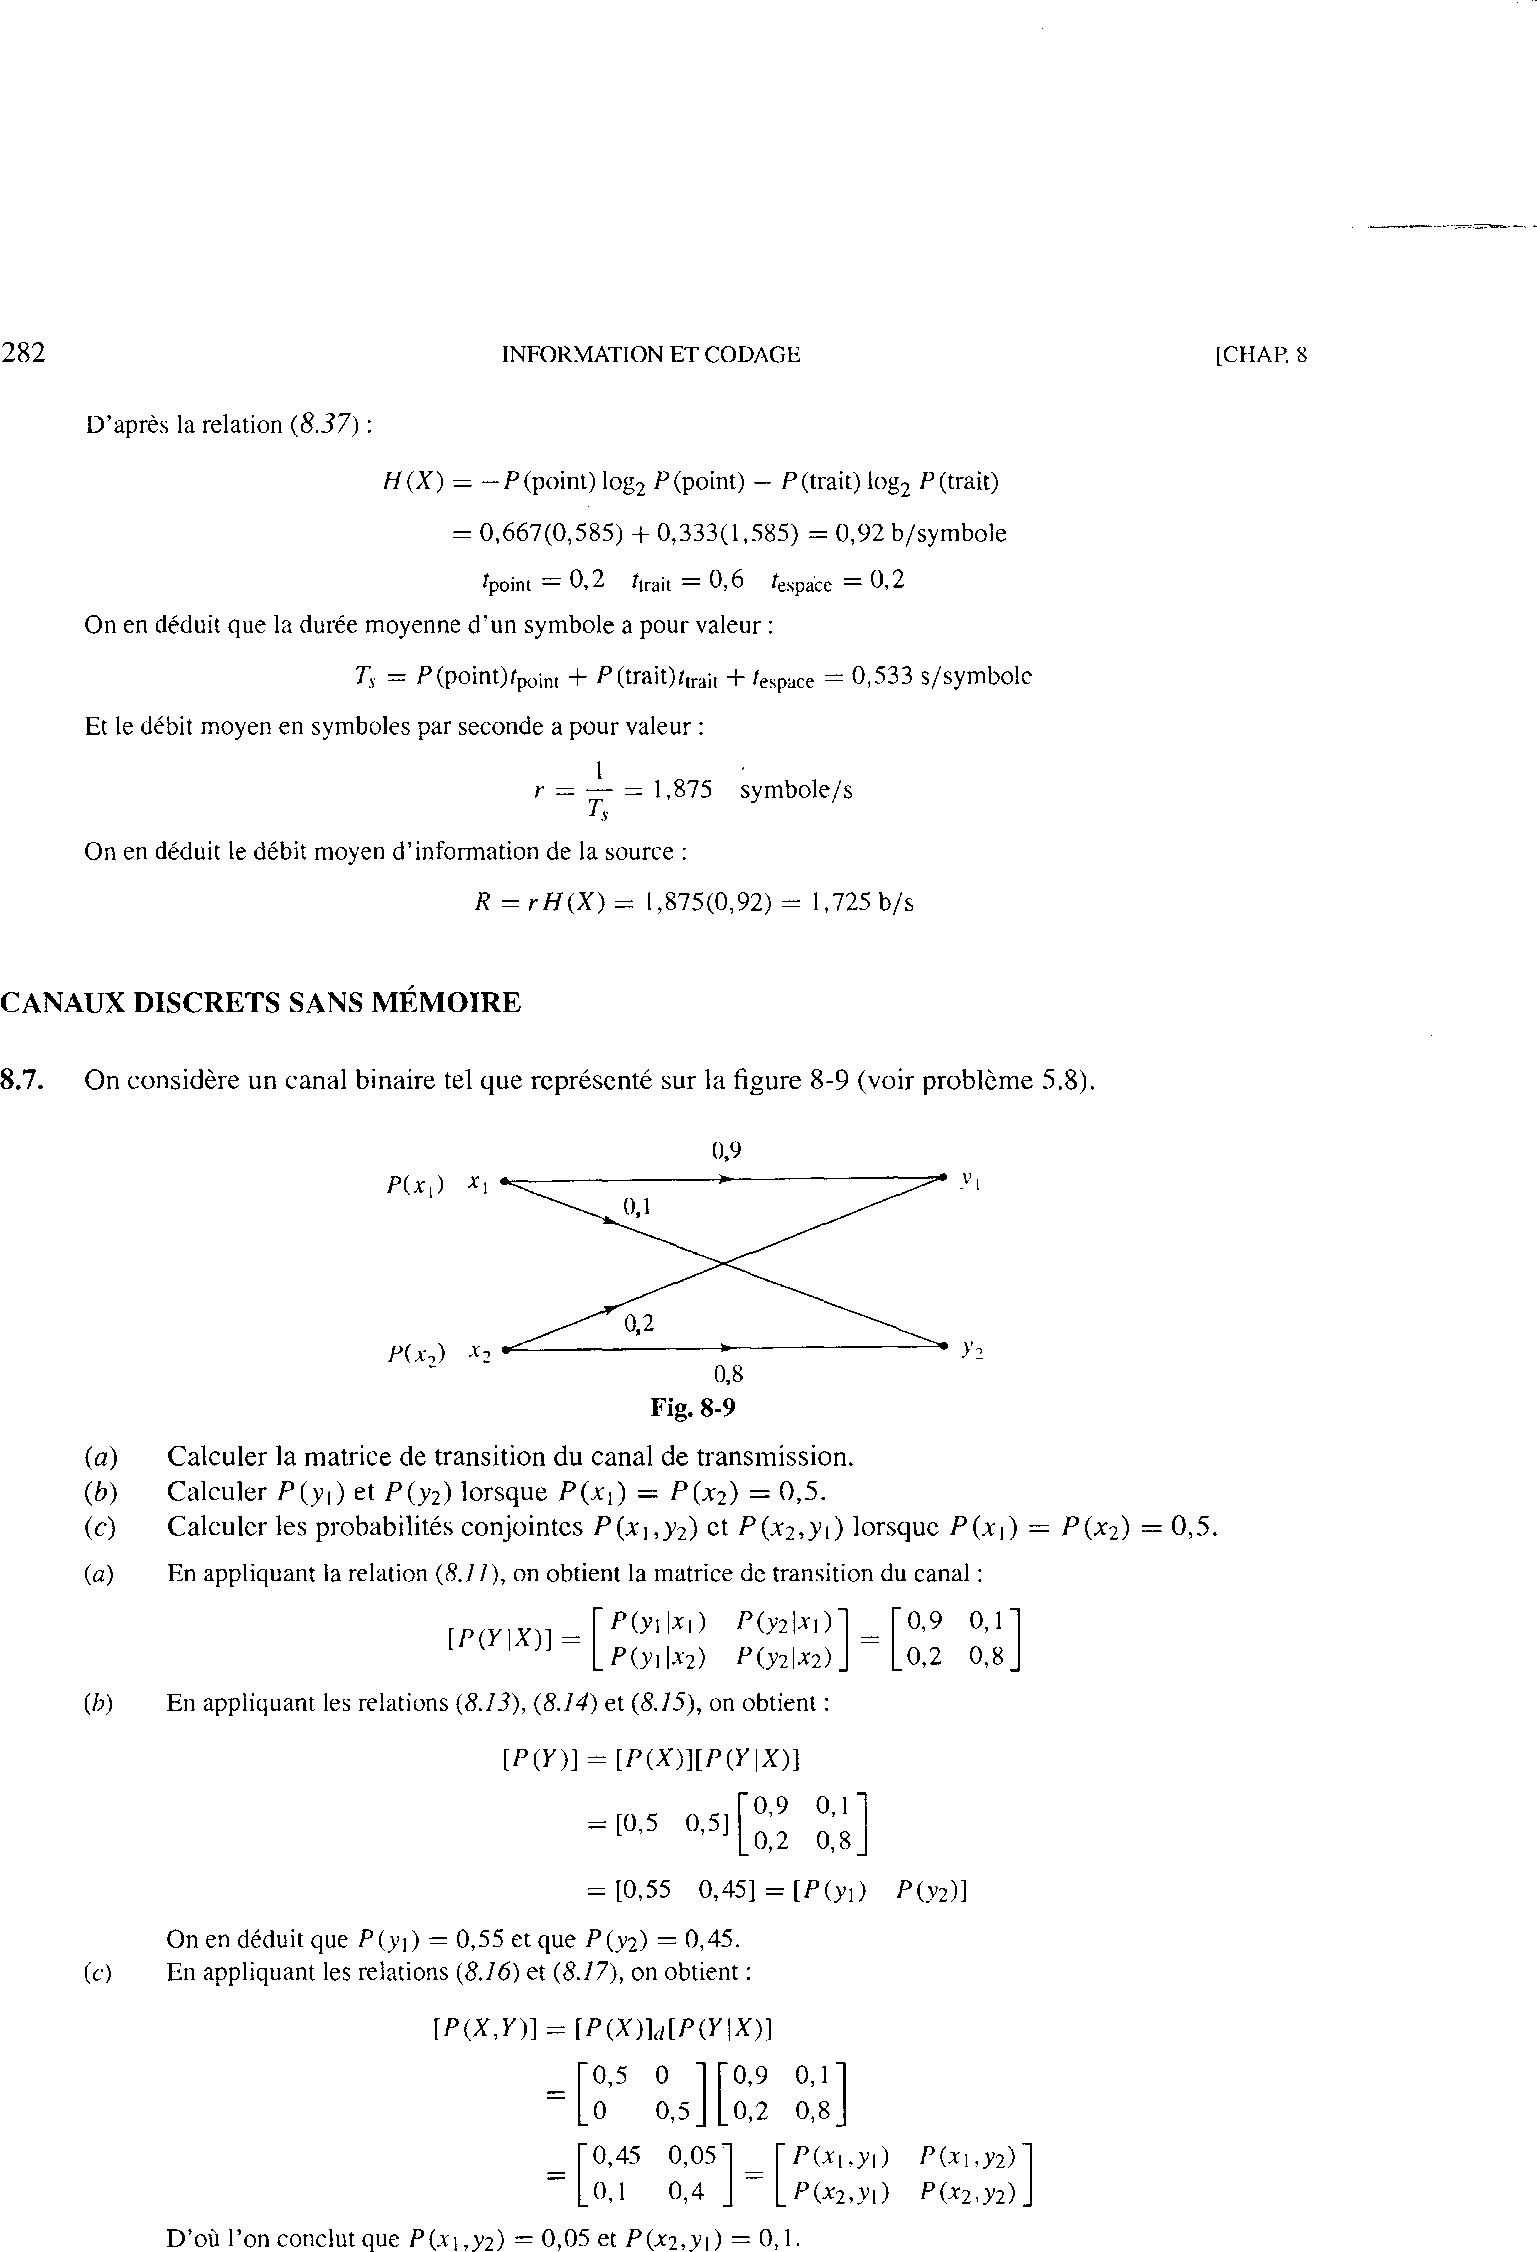 282 INFORMATION ET CODAGE [CHAP. 8
D'après la relation (8.37) :
H(X) = −P(point) log₂ P(point) − P(trait) log₂ P(trait)
= 0,667(0,585) + 0,333(1,585) = 0,92 b/symbole
t_point = 0,2 t_trait = 0,6 t_espace = 0,2
On en déduit que la durée moyenne d'un symbole a pour valeur :
T_s = P(point)t_point + P(trait)t_trait + t_espace = 0,533 s/symbole
Et le débit moyen en symboles par seconde a pour valeur :
r = 1/T_s = 1,875 symbole/s
On en déduit le débit moyen d'information de la source :
R = rH(X) = 1,875(0,92) = 1,725 b/s
CANAUX DISCRETS SANS MÉMOIRE
8.7. On considère un canal binaire tel que représenté sur la figure 8-9 (voir problème 5.8).
0,9
P(x₁) x₁ y₁
0,1
0,2
P(x₂) x₂ y₂
0,8
Fig. 8-9
(a) Calculer la matrice de transition du canal de transmission.
(b) Calculer P(y₁) et P(y₂) lorsque P(x₁) = P(x₂) = 0,5.
(c) Calculer les probabilités conjointes P(x₁,y₂) et P(x₂,y₁) lorsque P(x₁) = P(x₂) = 0,5.
(a) En appliquant la relation (8.11), on obtient la matrice de transition du canal :
[P(Y|X)] = [P(y₁|x₁) P(y₂|x₁)] = [0,9 0,1]
[P(y₁|x₂) P(y₂|x₂)] [0,2 0,8]
(b) En appliquant les relations (8.13), (8.14) et (8.15), on obtient :
[P(Y)] = [P(X)][P(Y|X)]
= [0,5 0,5] [0,9 0,1]
[0,2 0,8]
= [0,55 0,45] = [P(y₁) P(y₂)]
On en déduit que P(y₁) = 0,55 et que P(y₂) = 0,45.
(c) En appliquant les relations (8.16) et (8.17), on obtient :
[P(X,Y)] = [P(X)]_d[P(Y|X)]
= [0,5 0] [0,9 0,1]
[0 0,5] [0,2 0,8]
= [0,45 0,05] = [P(x₁,y₁) P(x₁,y₂)]
[0,1 0,4] [P(x₂,y₁) P(x₂,y₂)]
D'où l'on conclut que P(x₁,y₂) = 0,05 et P(x₂,y₁) = 0,1.